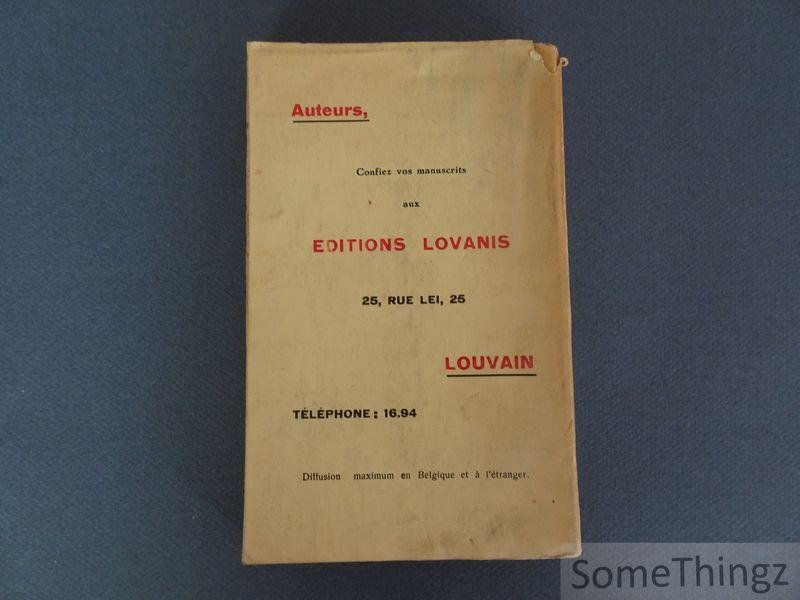 Auteurs,
Confiez vos manuscrits
aux
EDITIONS LOVANIS
25, RUE LEI, 25
LOUVAIN
TÉLÉPHONE: 16.94
Diffusion maximum en Belgique et à l'étranger.
SomeThingz